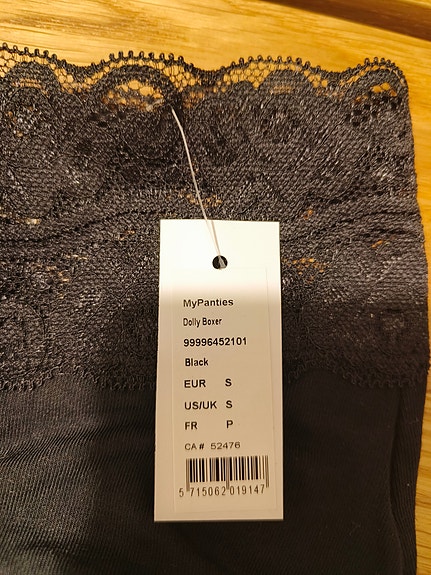 MyPanties
Dolly Boxer
99996452101
Black
EUR S
US/UK S
FR P
CA # 52476
5 715062 019147